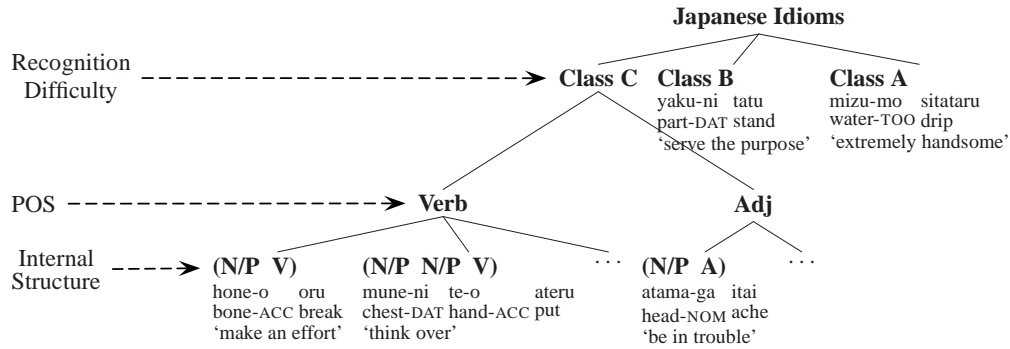 Japanese Idioms
Recognition
Difficulty
Class C
Class B
yaku-ni tatu
part-DAT stand
‘serve the purpose’
Class A
mizu-mo sitataru
water-TOO drip
‘extremely handsome’
POS
Verb
Adj
Internal
Structure
(N/P V)
hone-o oru
bone-ACC break
‘make an effort’
(N/P N/P V)
mune-ni te-o ateru
chest-DAT hand-ACC put
‘think over’
···
(N/P A)
atama-ga itai
head-NOM ache
‘be in trouble’
···